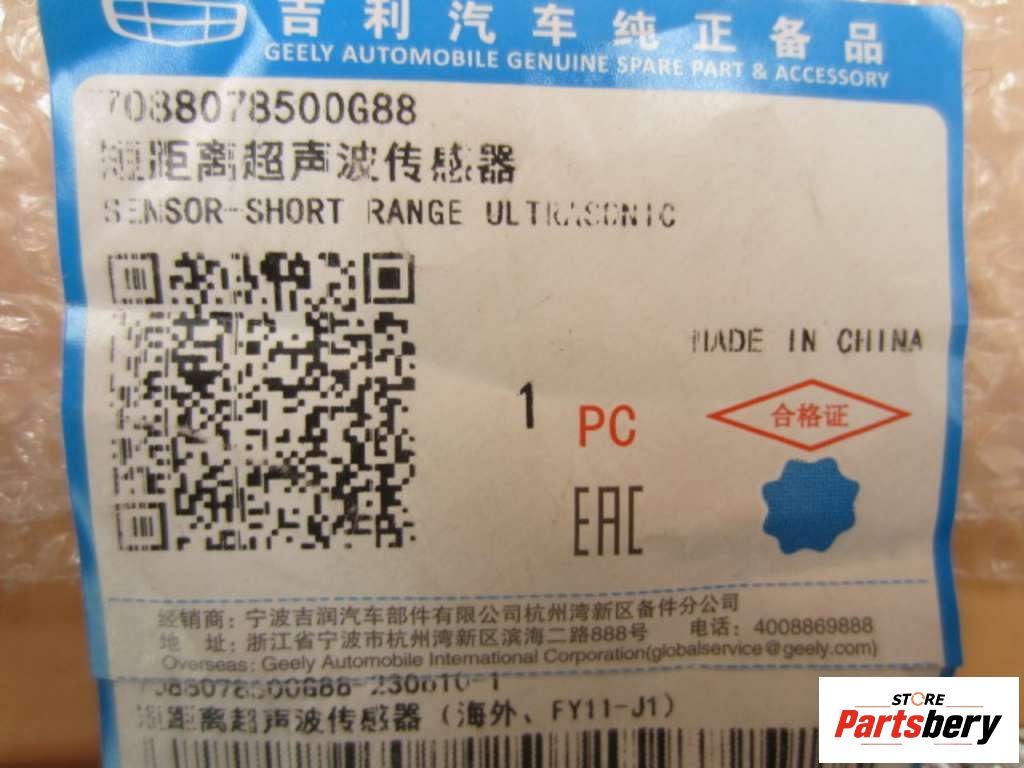 吉利汽车纯正备品
GEELY AUTOMOBILE GENUINE SPARE PART & ACCESSORY
7088078500G88
短距离超声波传感器
SENSOR-SHORT RANGE ULTRASONIC
MADE IN CHINA
1 PC
合格证
EAC
经销商：宁波吉润汽车部件有限公司杭州湾新区备件分公司
地 址：浙江省宁波市杭州湾新区滨海二路888号 电话：4008869888
Overseas: Geely Automobile International Corporation(globalservice@geely.com)
7088078500G88-230610-1
短距离超声波传感器（海外、FY11-J1）
STORE
Partsbery